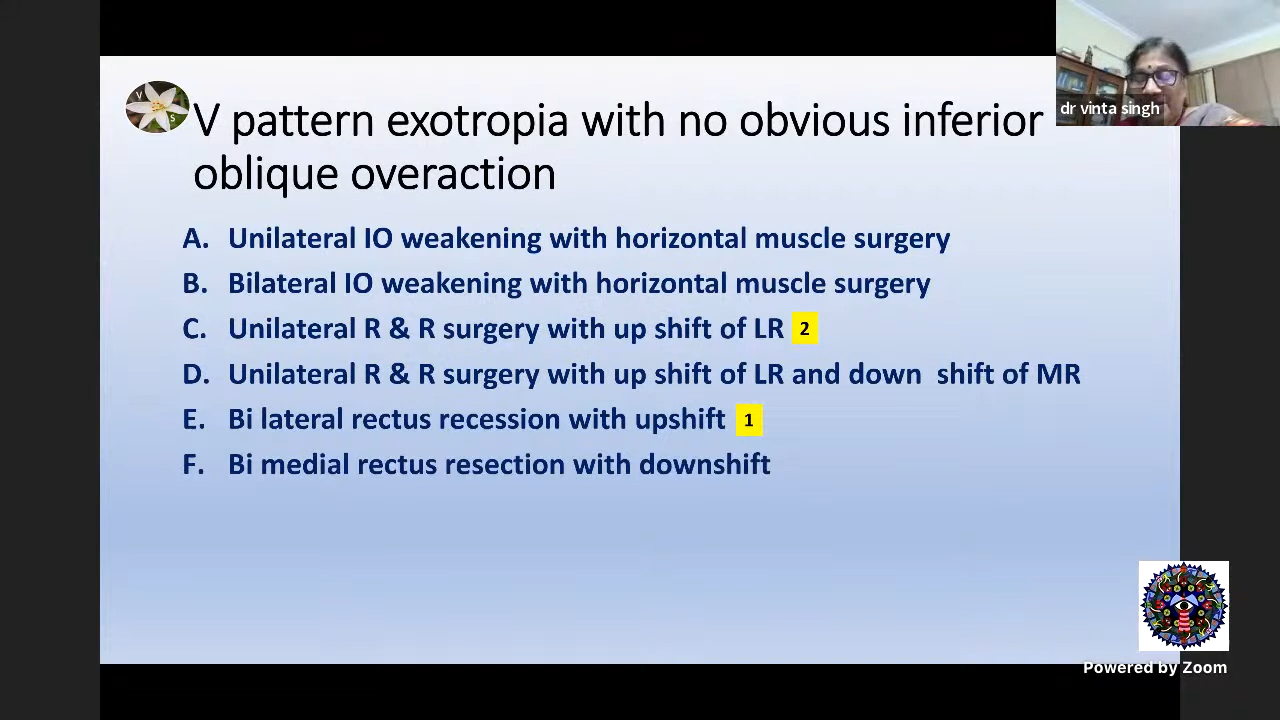 V pattern exotropia with no obvious inferior
oblique overaction
dr vinta singh
V
S
A. Unilateral IO weakening with horizontal muscle surgery
B. Bilateral IO weakening with horizontal muscle surgery
C. Unilateral R & R surgery with up shift of LR 2
D. Unilateral R & R surgery with up shift of LR and down shift of MR
E. Bi lateral rectus recession with upshift 1
F. Bi medial rectus resection with downshift
Powered by Zoom